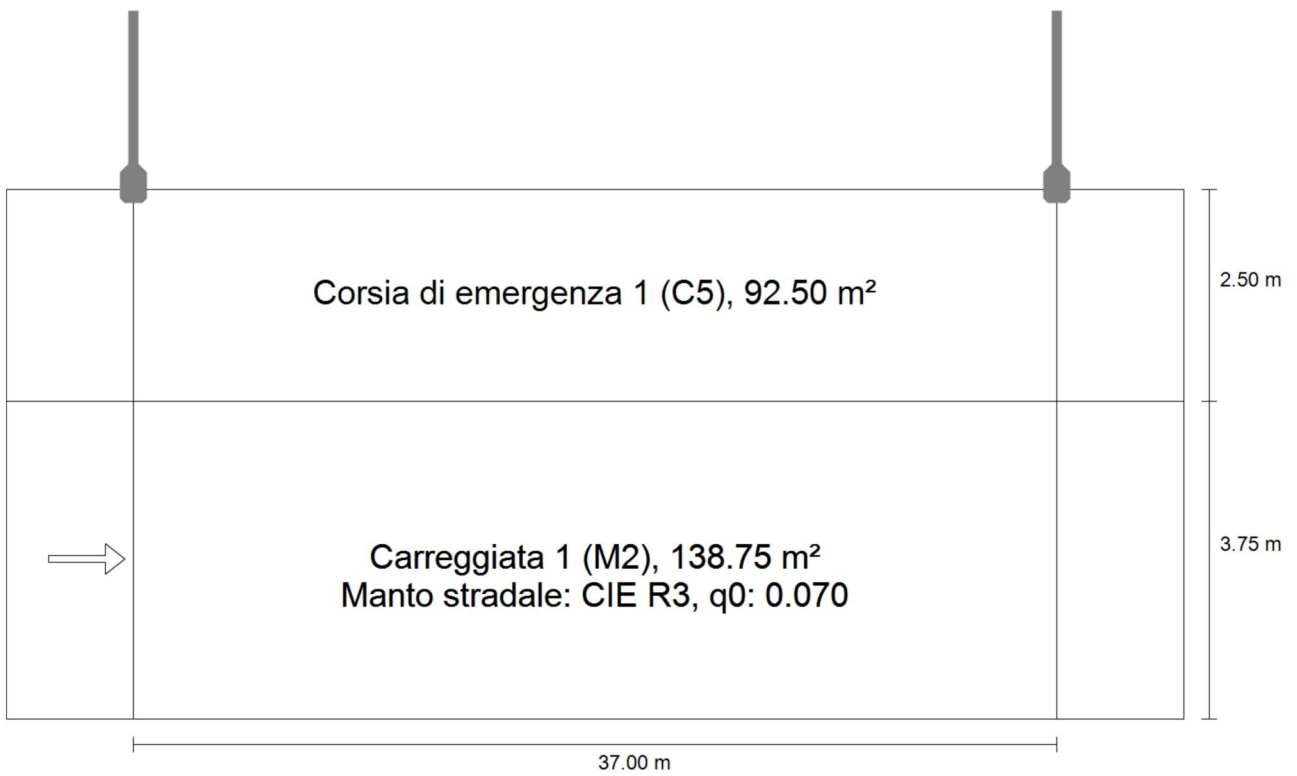 Corsia di emergenza 1 (C5), 92.50 m²
2.50 m
Carreggiata 1 (M2), 138.75 m²
Manto stradale: CIE R3, q0: 0.070
3.75 m
37.00 m